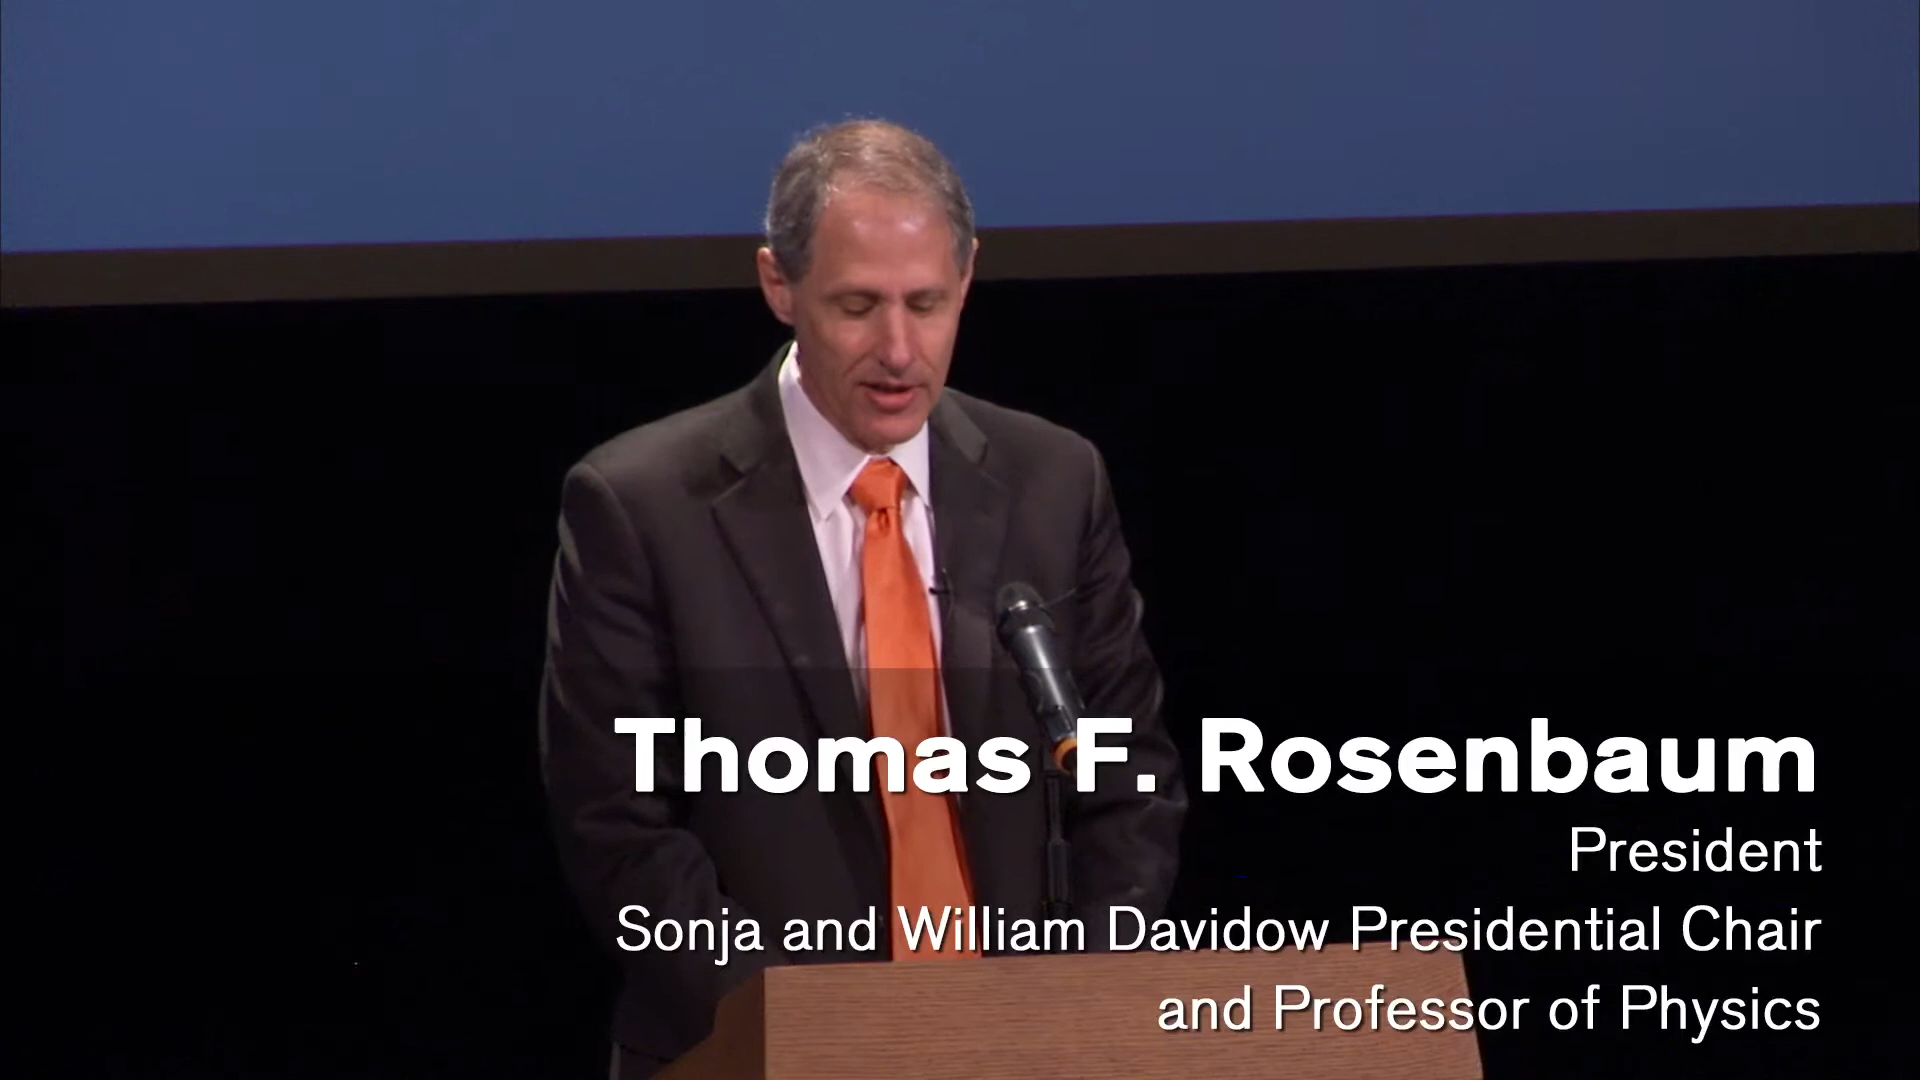 Thomas F. Rosenbaum
President
Sonja and William Davidow Presidential Chair
and Professor of Physics